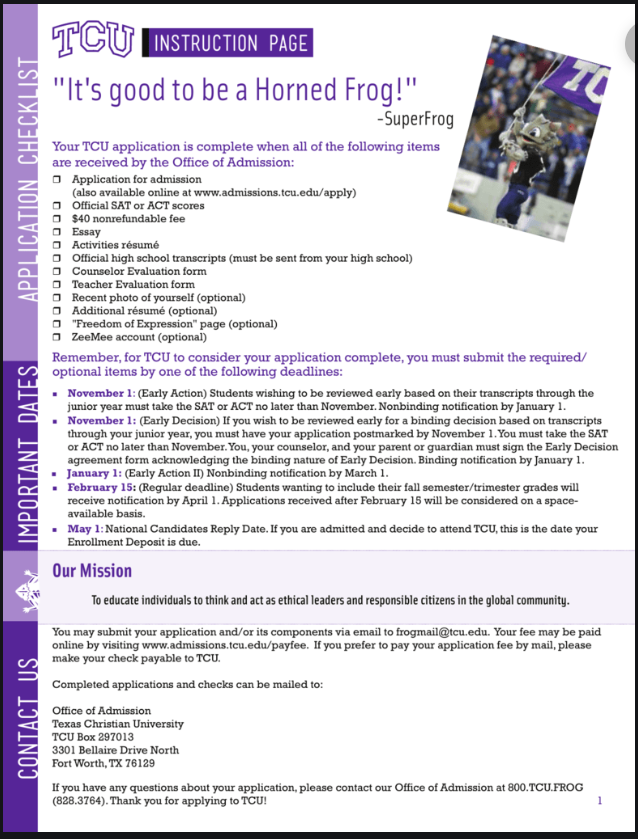 TCU INSTRUCTION PAGE
"It's good to be a Horned Frog!"
-SuperFrog
TC
APPLICATION CHECKLIST
Your TCU application is complete when all of the following items
are received by the Office of Admission:
Application for admission
(also available online at www.admissions.tcu.edu/apply)
Official SAT or ACT scores
$40 nonrefundable fee
Essay
Activities résumé
Official high school transcripts (must be sent from your high school)
Counselor Evaluation form
Teacher Evaluation form
Recent photo of yourself (optional)
Additional résumé (optional)
"Freedom of Expression" page (optional)
ZeeMee account (optional)
IMPORTANT DATES
Remember, for TCU to consider your application complete, you must submit the required/
optional items by one of the following deadlines:
November 1: (Early Action) Students wishing to be reviewed early based on their transcripts through the
junior year must take the SAT or ACT no later than November. Nonbinding notification by January 1.
November 1: (Early Decision) If you wish to be reviewed early for a binding decision based on transcripts
through your junior year, you must have your application postmarked by November 1. You must take the SAT
or ACT no later than November. You, your counselor, and your parent or guardian must sign the Early Decision
agreement form acknowledging the binding nature of Early Decision. Binding notification by January 1.
January 1: (Early Action II) Nonbinding notification by March 1.
February 15: (Regular deadline) Students wanting to include their fall semester/trimester grades will
receive notification by April 1. Applications received after February 15 will be considered on a space-
available basis.
May 1: National Candidates Reply Date. If you are admitted and decide to attend TCU, this is the date your
Enrollment Deposit is due.
Our Mission
To educate individuals to think and act as ethical leaders and responsible citizens in the global community.
CONTACT US
You may submit your application and/or its components via email to frogmail@tcu.edu. Your fee may be paid
online by visiting www.admissions.tcu.edu/payfee. If you prefer to pay your application fee by mail, please
make your check payable to TCU.
Completed applications and checks can be mailed to:
Office of Admission
Texas Christian University
TCU Box 297013
3301 Bellaire Drive North
Fort Worth, TX 76129
If you have any questions about your application, please contact our Office of Admission at 800.TCU.FROG
(828.3764). Thank you for applying to TCU!
1